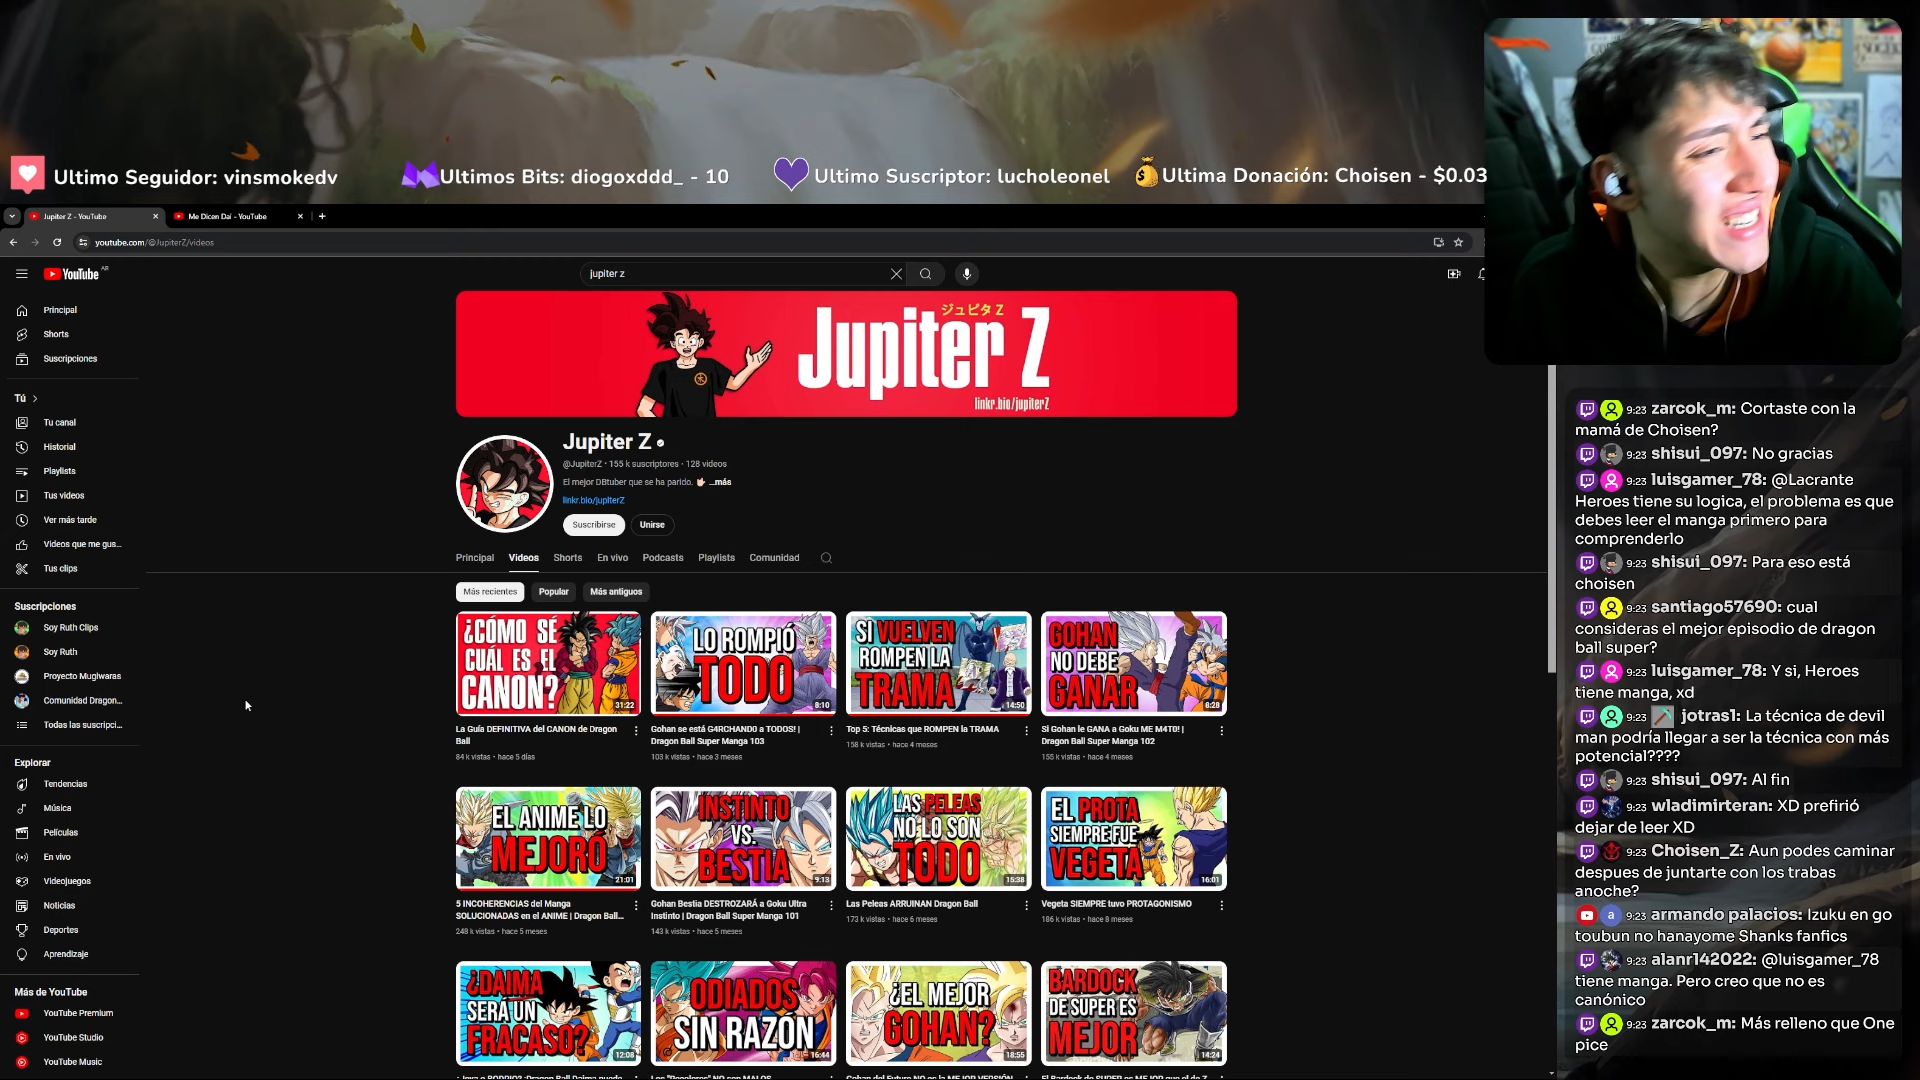 Ultimo Seguidor: vinsmokedv
Ultimos Bits: diogoxddd_ - 10
Ultimo Suscriptor: lucholeonel
Ultima Donación: Choisen - $0.03
Jupiter Z - YouTube
Me Dicen Dai - YouTube
youtube.com/@JupiterZ/videos
YouTube AR
jupiter z
Principal
Shorts
Suscripciones
Tú
Tu canal
Historial
Playlists
Tus videos
Ver más tarde
Videos que me gus...
Tus clips
Suscripciones
Soy Ruth Clips
Soy Ruth
Proyecto Mugiwaras
Comunidad Dragon...
Todas las suscripci...
Explorar
Tendencias
Música
Películas
En vivo
Videojuegos
Noticias
Deportes
Aprendizaje
Más de YouTube
YouTube Premium
YouTube Studio
YouTube Music
ジュピタ Z
Jupiter Z
linkr.bio/jupiterZ
Jupiter Z
@JupiterZ • 155 k suscriptores • 128 videos
El mejor DBtuber que se ha parido. ...más
linkr.bio/jupiterZ
Suscribirse
Unirse
Principal
Videos
Shorts
En vivo
Podcasts
Playlists
Comunidad
Más recientes
Popular
Más antiguos
¿CÓMO SÉ
CUÁL ES EL
CANON?
31:22
La Guía DEFINITIVA del CANON de Dragon
Ball
84 k vistas • hace 5 días
LO ROMPIÓ
TODO
8:10
Gohan se está G4RCHAND0 a TODOS! |
Dragon Ball Super Manga 103
103 k vistas • hace 3 meses
SI VUELVEN
ROMPEN LA
TRAMA
14:50
Top 5: Técnicas que ROMPEN la TRAMA
158 k vistas • hace 4 meses
GOHAN
NO DEBE
GANAR
8:28
Si Gohan le GANA a Goku ME M4T0! |
Dragon Ball Super Manga 102
155 k vistas • hace 4 meses
EL ANIME LO
MEJORÓ
21:01
5 INCOHERENCIAS del Manga
SOLUCIONADAS en el ANIME | Dragon Ball...
248 k vistas • hace 5 meses
INSTINTO
VS.
BESTIA
9:13
Gohan Bestia DESTROZARÁ a Goku Ultra
Instinto | Dragon Ball Super Manga 101
143 k vistas • hace 5 meses
LAS PELEAS
NO LO SON
TODO
15:38
Las Peleas ARRUINAN Dragon Ball
173 k vistas • hace 6 meses
EL PROTA
SIEMPRE FUE
VEGETA
16:01
Vegeta SIEMPRE tuvo PROTAGONISMO
186 k vistas • hace 8 meses
¿DAIMA
SERÁ UN
FRACASO?
12:08
ODIADOS
SIN RAZÓN
16:44
¿EL MEJOR
GOHAN?
18:55
BARDOCK
DE SUPER ES
MEJOR
14:24
9:23 zarcok_m: Cortaste con la
mamá de Choisen?
9:23 shisui_097: No gracias
9:23 luisgamer_78: @Lacrante
Heroes tiene su logica, el problema es que
debes leer el manga primero para
comprenderlo
9:23 shisui_097: Para eso está
choisen
9:23 santiago57690: cual
consideras el mejor episodio de dragon
ball super?
9:23 luisgamer_78: Y si, Heroes
tiene manga, xd
9:23 jotras1: La técnica de devil
man podría llegar a ser la técnica con más
potencial????
9:23 shisui_097: Al fin
9:23 wladimirteran: XD prefirió
dejar de leer XD
9:23 Choisen_Z: Aun podes caminar
despues de juntarte con los trabas
anoche?
a 9:23 armando palacios: Izuku en go
toubun no hanayome Shanks fanfics
9:23 alanr142022: @luisgamer_78
tiene manga. Pero creo que no es
canónico
9:23 zarcok_m: Más relleno que One
pice